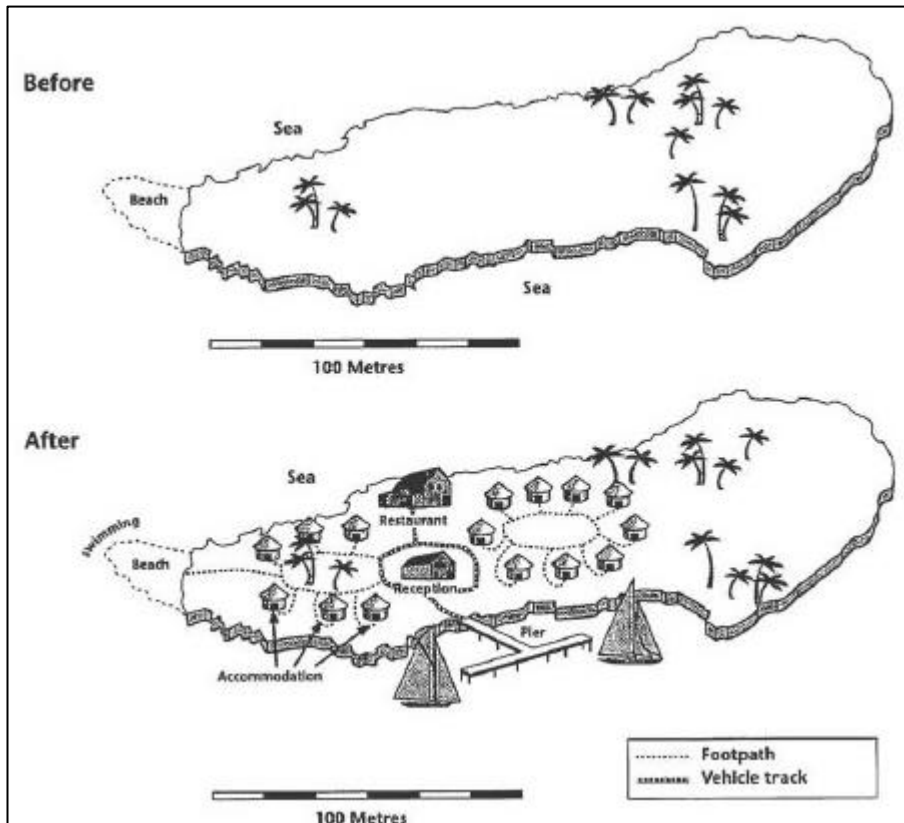 Before
Sea
Beach
Sea
100 Metres
After
Sea
Restaurant
Swimming
Beach
Reception
Pier
Accommodation
Footpath
Vehicle track
100 Metres